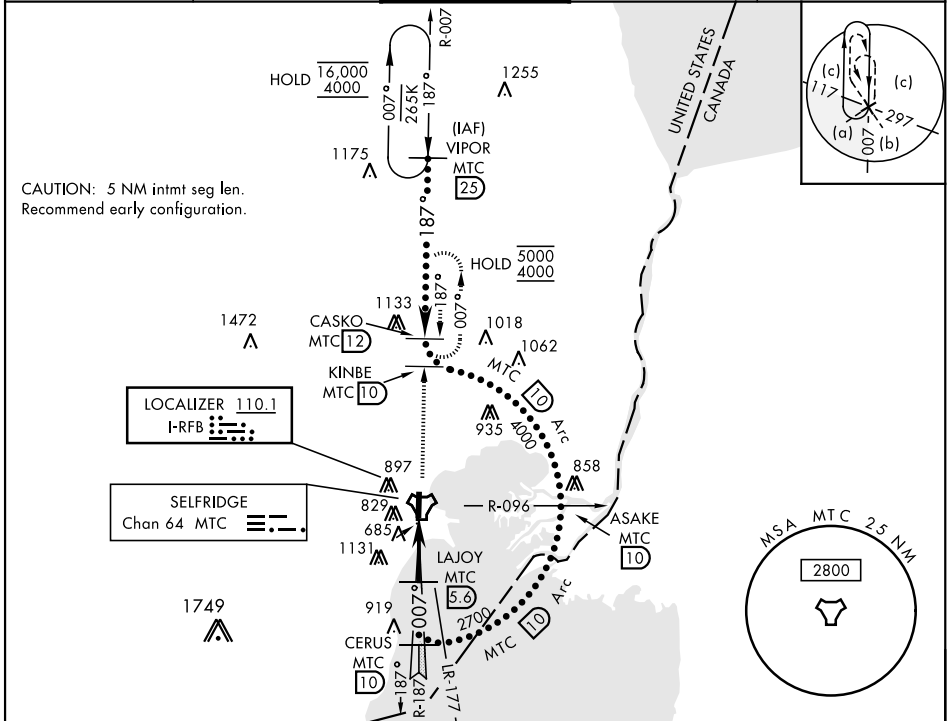 R-007
HOLD 16,000
4000
007°
265K
187°
1255
(IAF)
VIPOR
MTC
25
1175
CAUTION: 5 NM intmt seg len.
Recommend early configuration.
187°
HOLD 5000
4000
187°
007°
1133
1472
CASKO
MTC 12
1018
1062
KINBE
MTC 10
MTC 10 Arc
4000
935
LOCALIZER 110.1
I-RFB
897
858
SELFRIDGE
Chan 64 MTC
829
685
1131
R-096
ASAKE
MTC
10
LAJOY
MTC
5.6
1749
919
007°
2700
MTC 10 Arc
CERUS
MTC
10
187°
R-187
LR-177
UNITED STATES
CANADA
(c)
(c)
117
297
(a)
007
(b)
MSA MTC 25 NM
2800